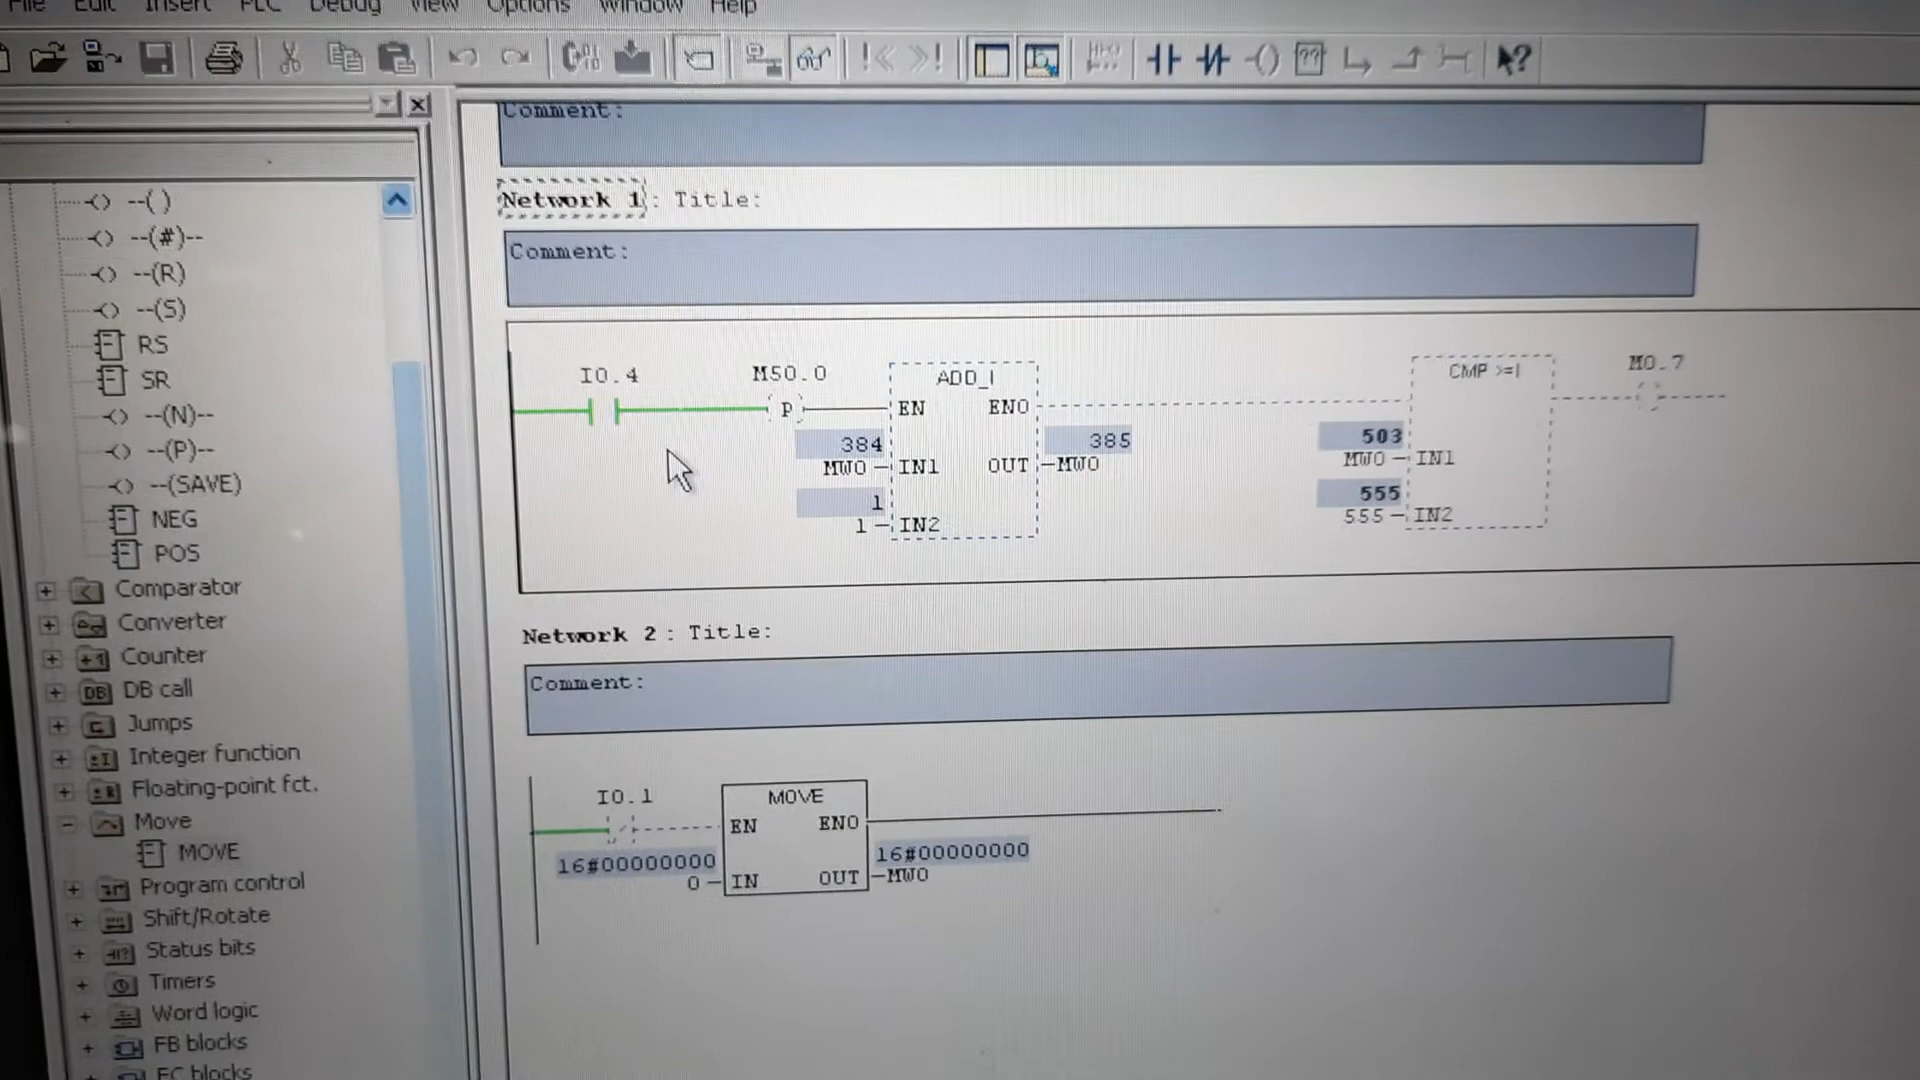 File Edit Insert PLC Debug View Options Window Help
Comment:
Network 1: Title:
Comment:
I0.4
M50.0
P
ADD_I
EN ENO
384
MW0 IN1
1
1 IN2
385
OUT MW0
CMP >=I
M0.7
503
MW0 IN1
555
555 IN2
Network 2: Title:
Comment:
I0.1
MOVE
EN ENO
16#00000000
0 IN
16#00000000
OUT MW0
--( )
--(#)--
--(R)
--(S)
RS
SR
--(N)--
--(P)--
--(SAVE)
NEG
POS
Comparator
Converter
Counter
DB call
Jumps
Integer function
Floating-point fct.
Move
MOVE
Program control
Shift/Rotate
Status bits
Timers
Word logic
FB blocks
FC blocks